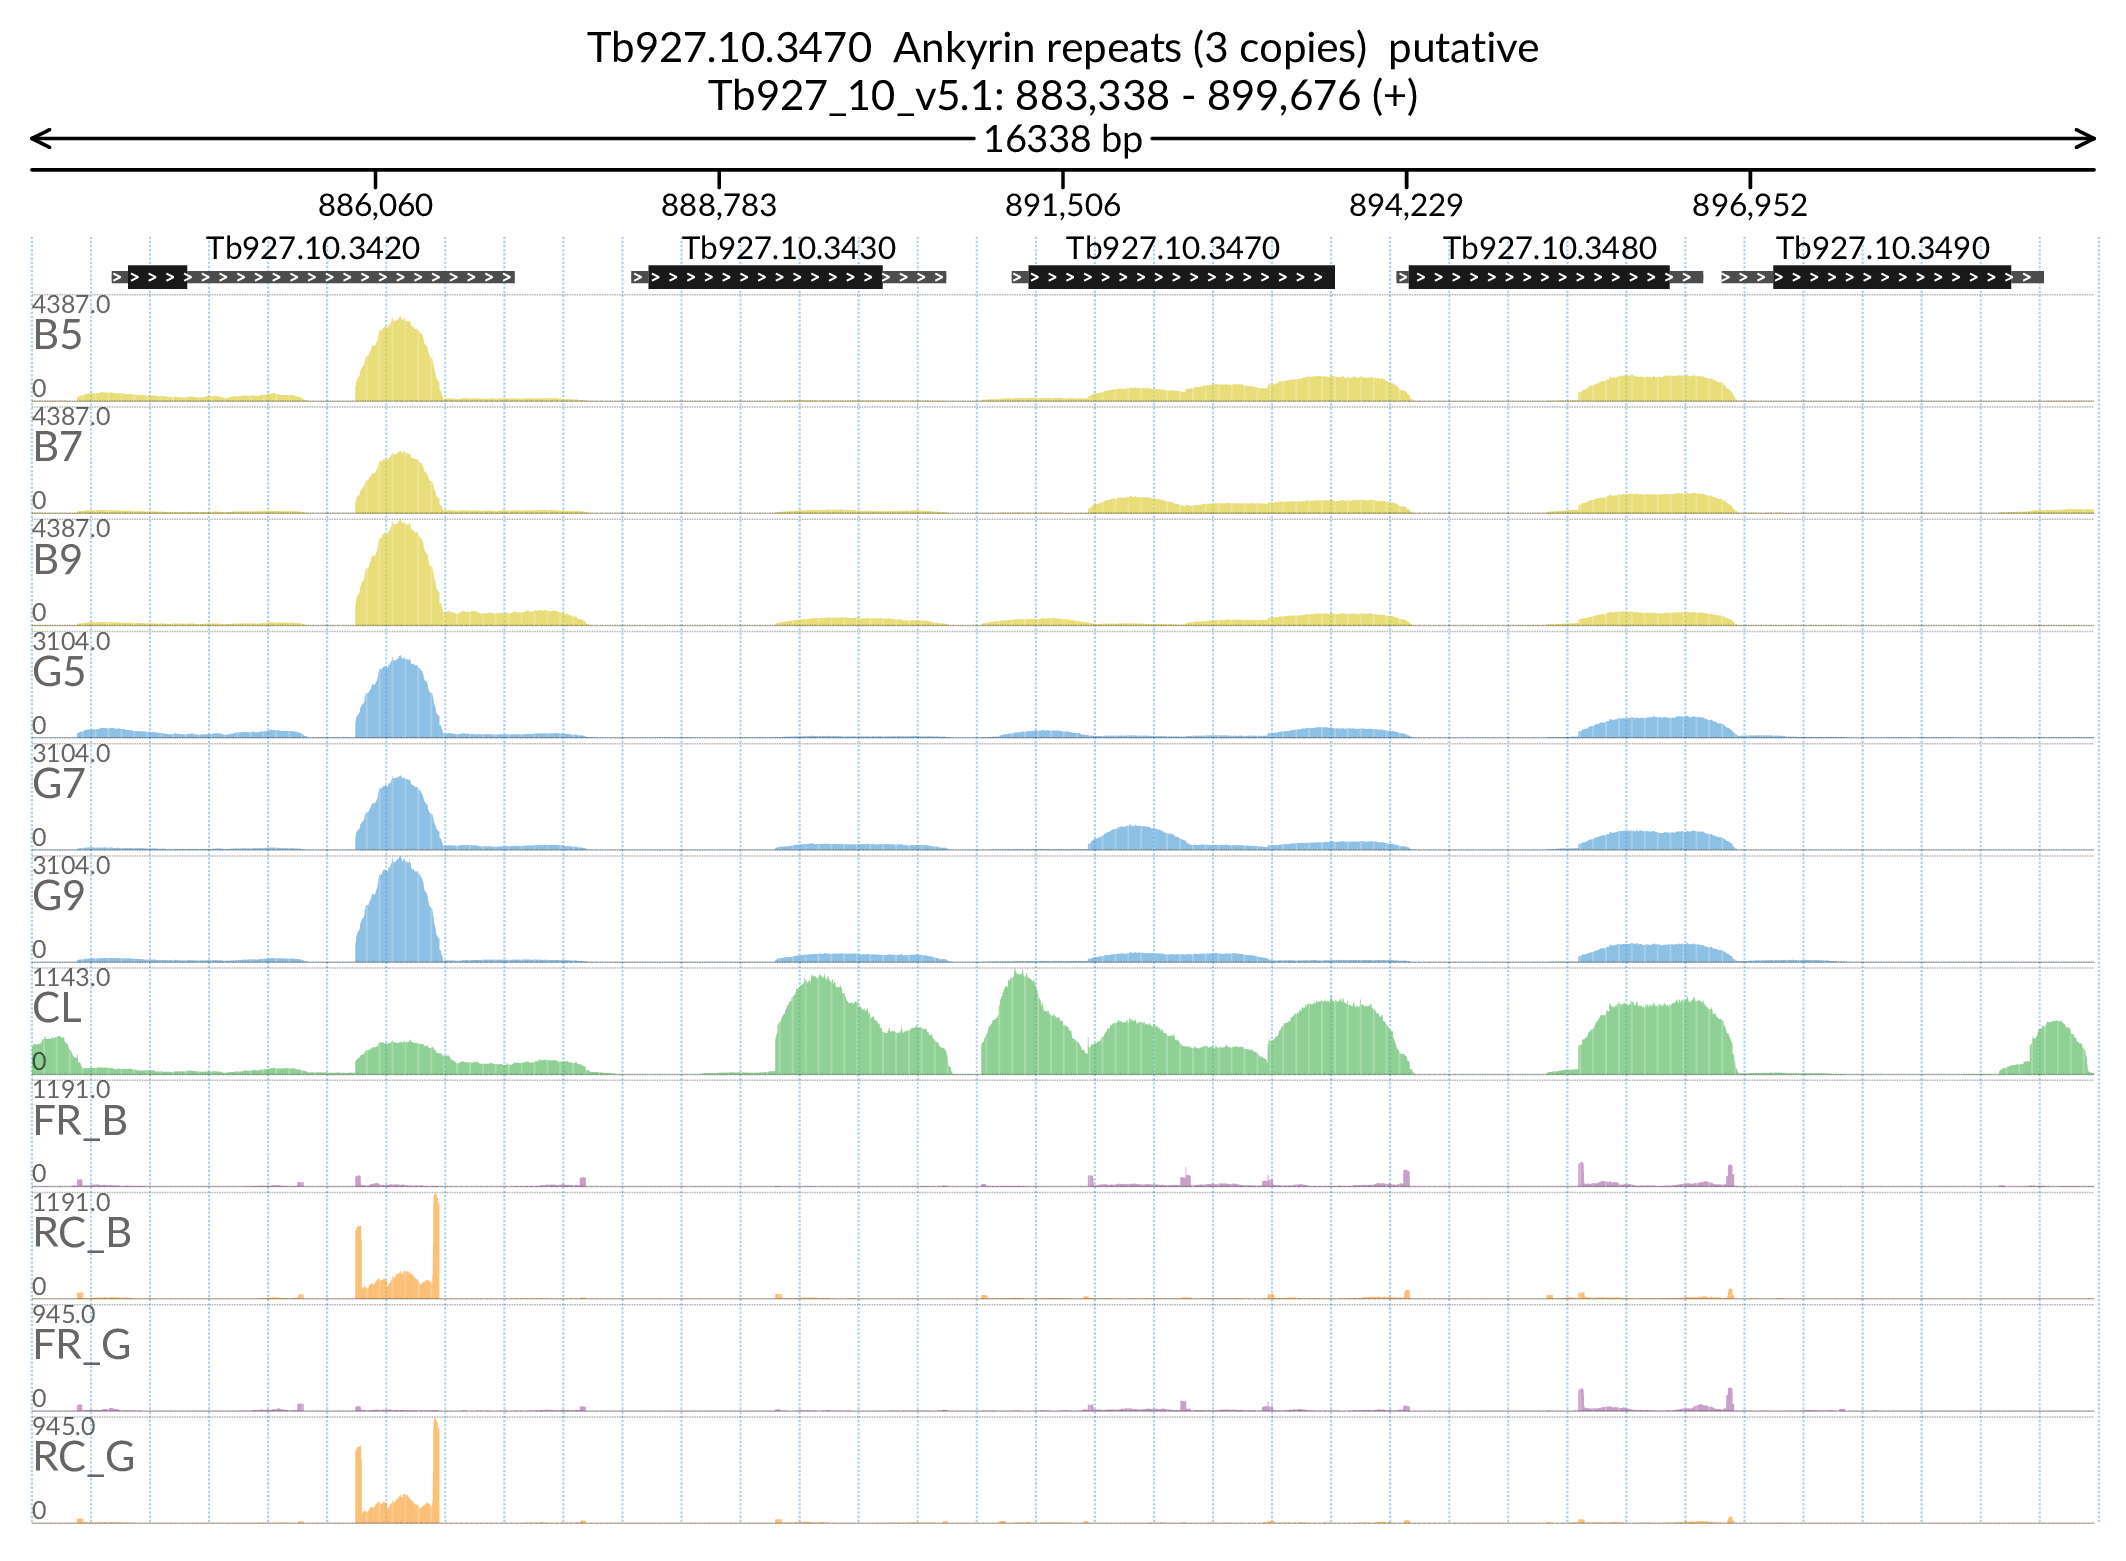 Tb927.10.3470 Ankyrin repeats (3 copies) putative
Tb927_10_v5.1: 883,338 - 899,676 (+)
16338 bp
886,060 888,783 891,506 894,229 896,952
Tb927.10.3420 Tb927.10.3430 Tb927.10.3470 Tb927.10.3480 Tb927.10.3490
4387.0
B5
0
4387.0
B7
0
4387.0
B9
0
3104.0
G5
0
3104.0
G7
0
3104.0
G9
0
1143.0
CL
0
1191.0
FR_B
0
1191.0
RC_B
0
945.0
FR_G
0
945.0
RC_G
0